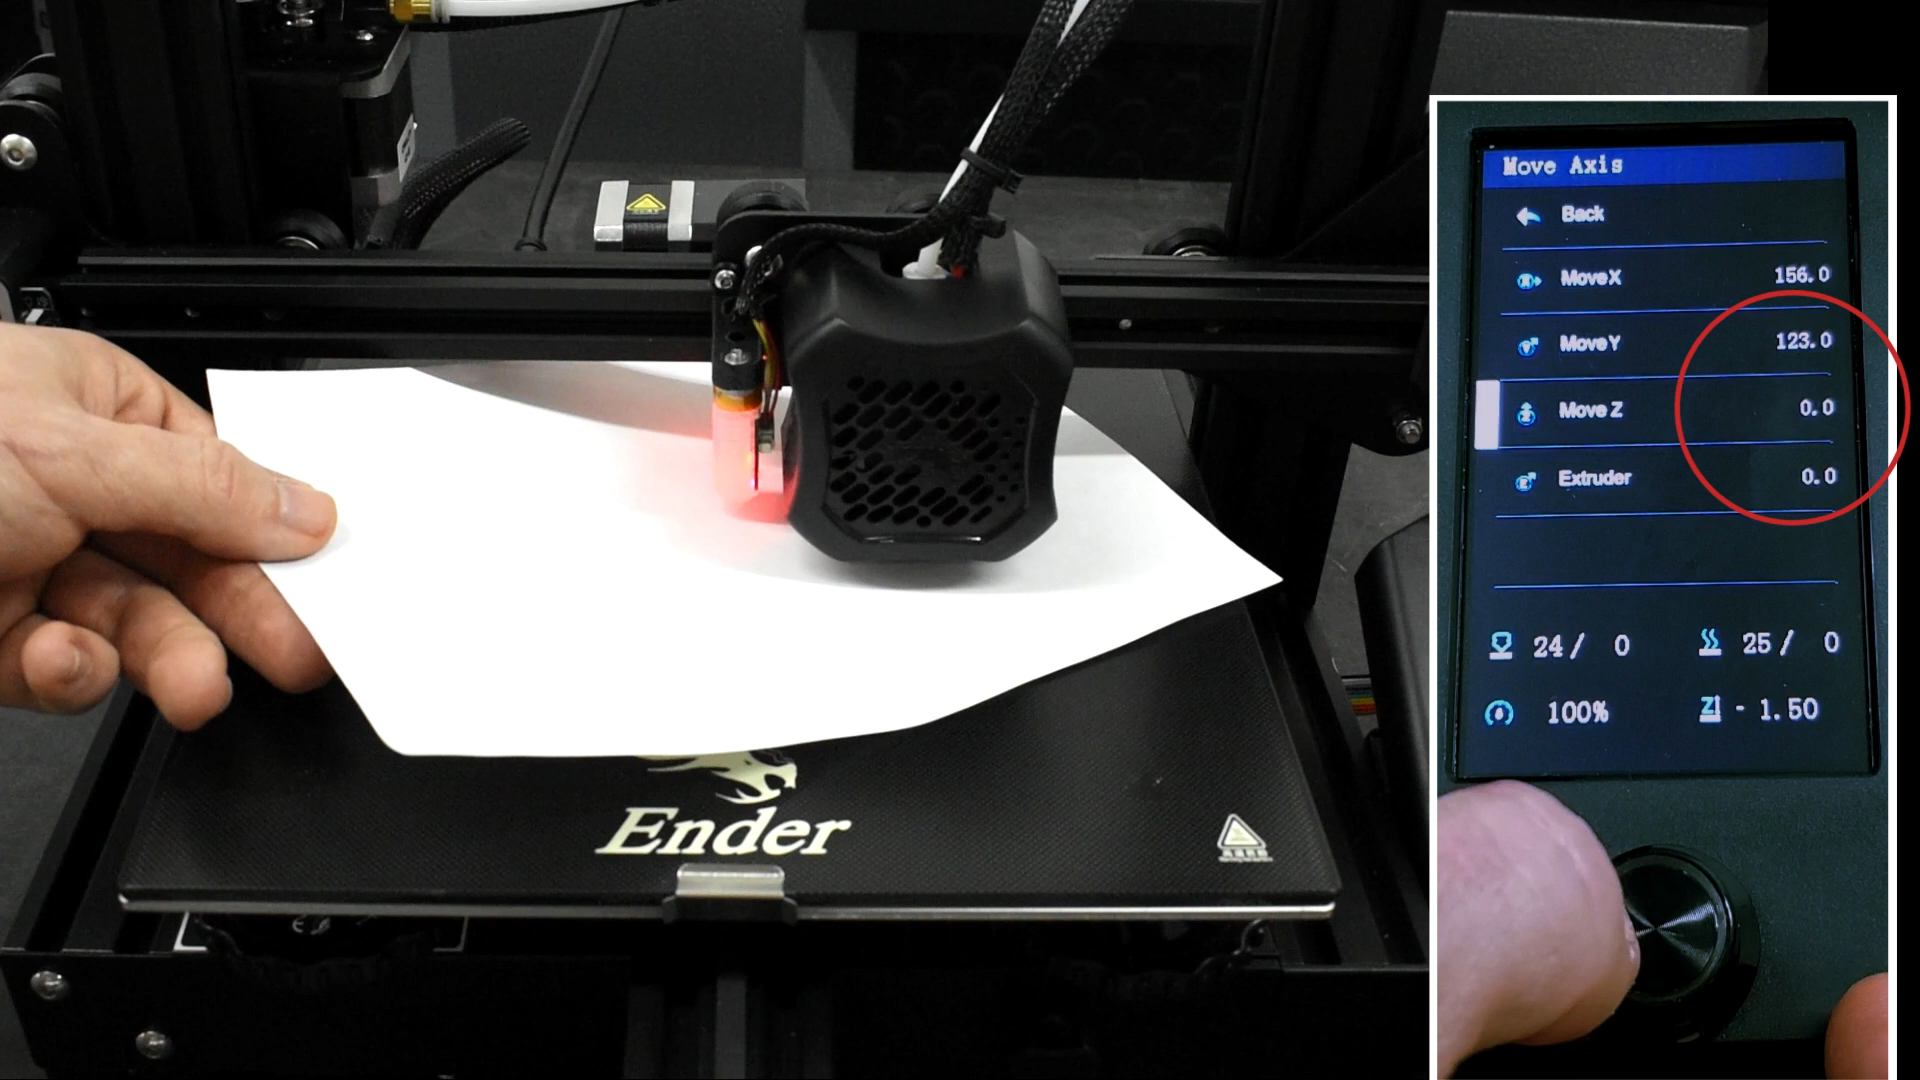 Move Axis
Back
Move X 156.0
Move Y 123.0
Move Z 0.0
Extruder 0.0
24 / 0 25 / 0
100% Z - 1.50
Ender